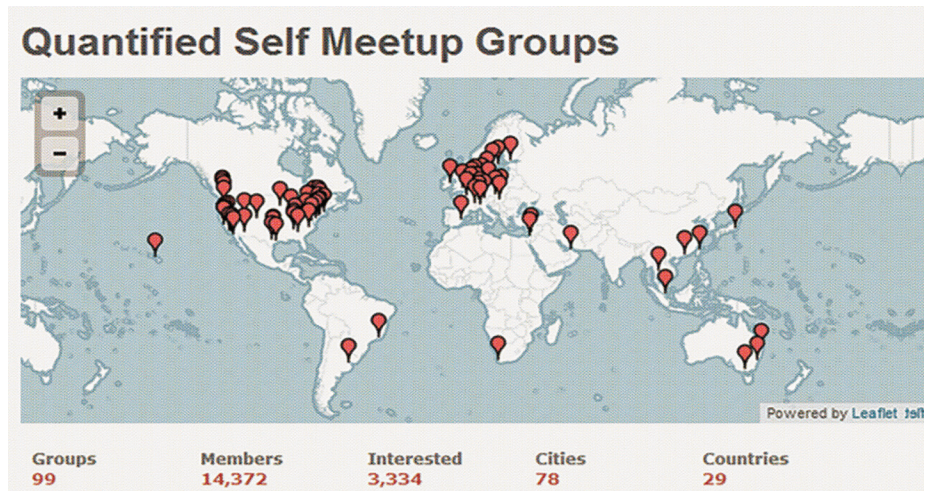 Quantified Self Meetup Groups
+
−
Powered by Leaflet
Groups Members Interested Cities Countries
99 14,372 3,334 78 29